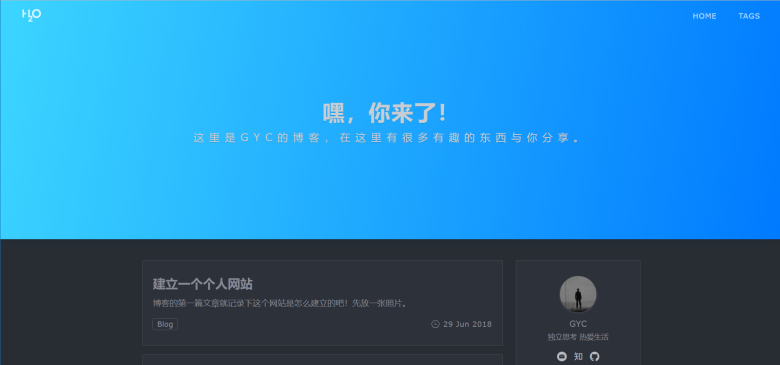 H2O
HOME
TAGS
嘿，你来了!
这里是GYC的博客，在这里有很多有趣的东西与你分享。
建立一个个人网站
博客的第一篇文章就记录下这个网站是怎么建立的吧！先放一张照片。
Blog
29 Jun 2018
GYC
独立思考 热爱生活
知